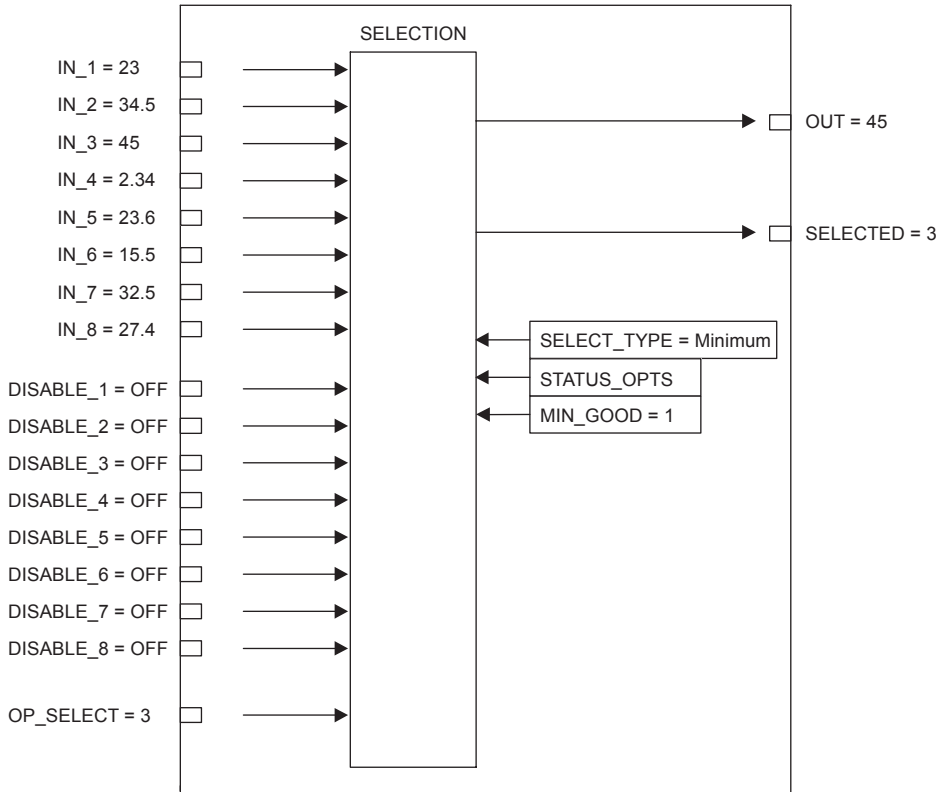 SELECTION
IN_1 = 23
IN_2 = 34.5
IN_3 = 45
IN_4 = 2.34
IN_5 = 23.6
IN_6 = 15.5
IN_7 = 32.5
IN_8 = 27.4
DISABLE_1 = OFF
DISABLE_2 = OFF
DISABLE_3 = OFF
DISABLE_4 = OFF
DISABLE_5 = OFF
DISABLE_6 = OFF
DISABLE_7 = OFF
DISABLE_8 = OFF
OP_SELECT = 3
OUT = 45
SELECTED = 3
SELECT_TYPE = Minimum
STATUS_OPTS
MIN_GOOD = 1